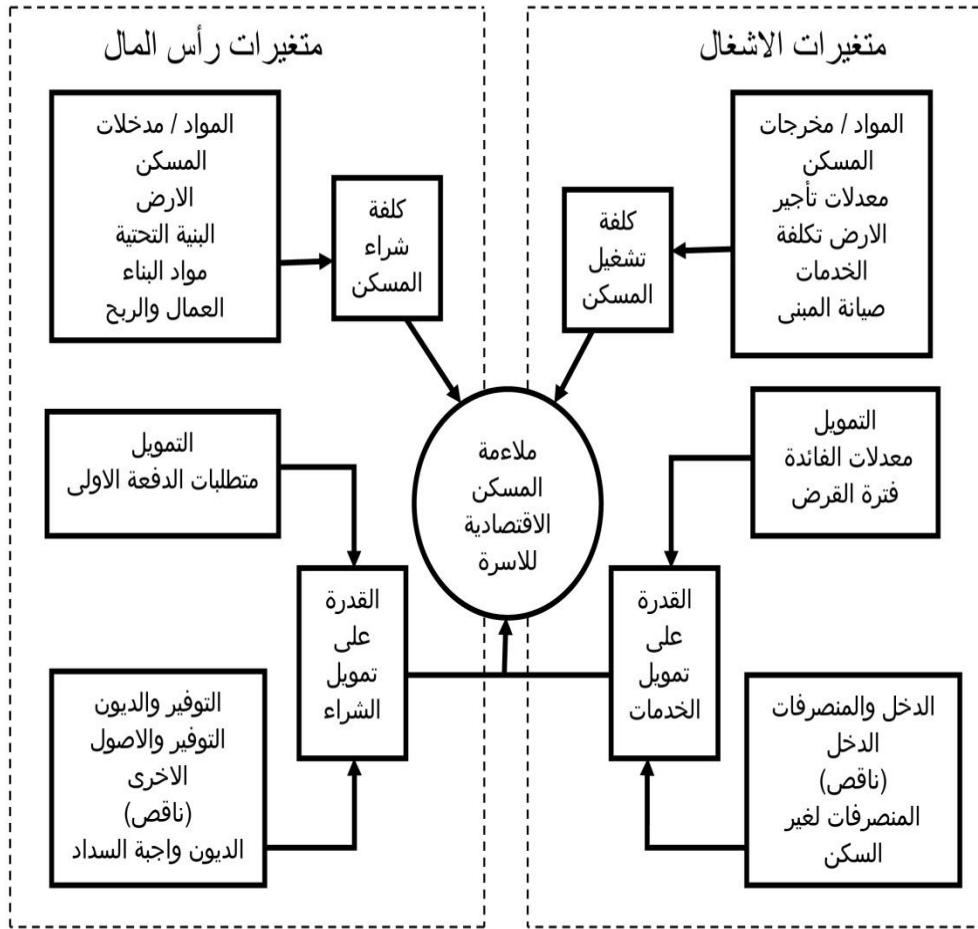 متغيرات الاشغال
المواد / مخرجات
المسكن
معدلات تأجير
الارض تكلفة
الخدمات
صيانة المبنى
كلفة
تشغيل
المسكن
التمويل
معدلات الفائدة
فترة القرض
القدرة
على
تمويل
الخدمات
الدخل والمنصرفات
الدخل
(ناقص)
المنصرفات لغير
السكن
ملاءمة
المسكن
الاقتصادية
للاسرة
متغيرات رأس المال
المواد / مدخلات
المسكن
الارض
البنية التحتية
مواد البناء
العمال والربح
كلفة
شراء
المسكن
التمويل
متطلبات الدفعة الاولى
القدرة
على
تمويل
الشراء
التوفير والديون
التوفير والاصول
الاخرى
(ناقص)
الديون واجبة السداد